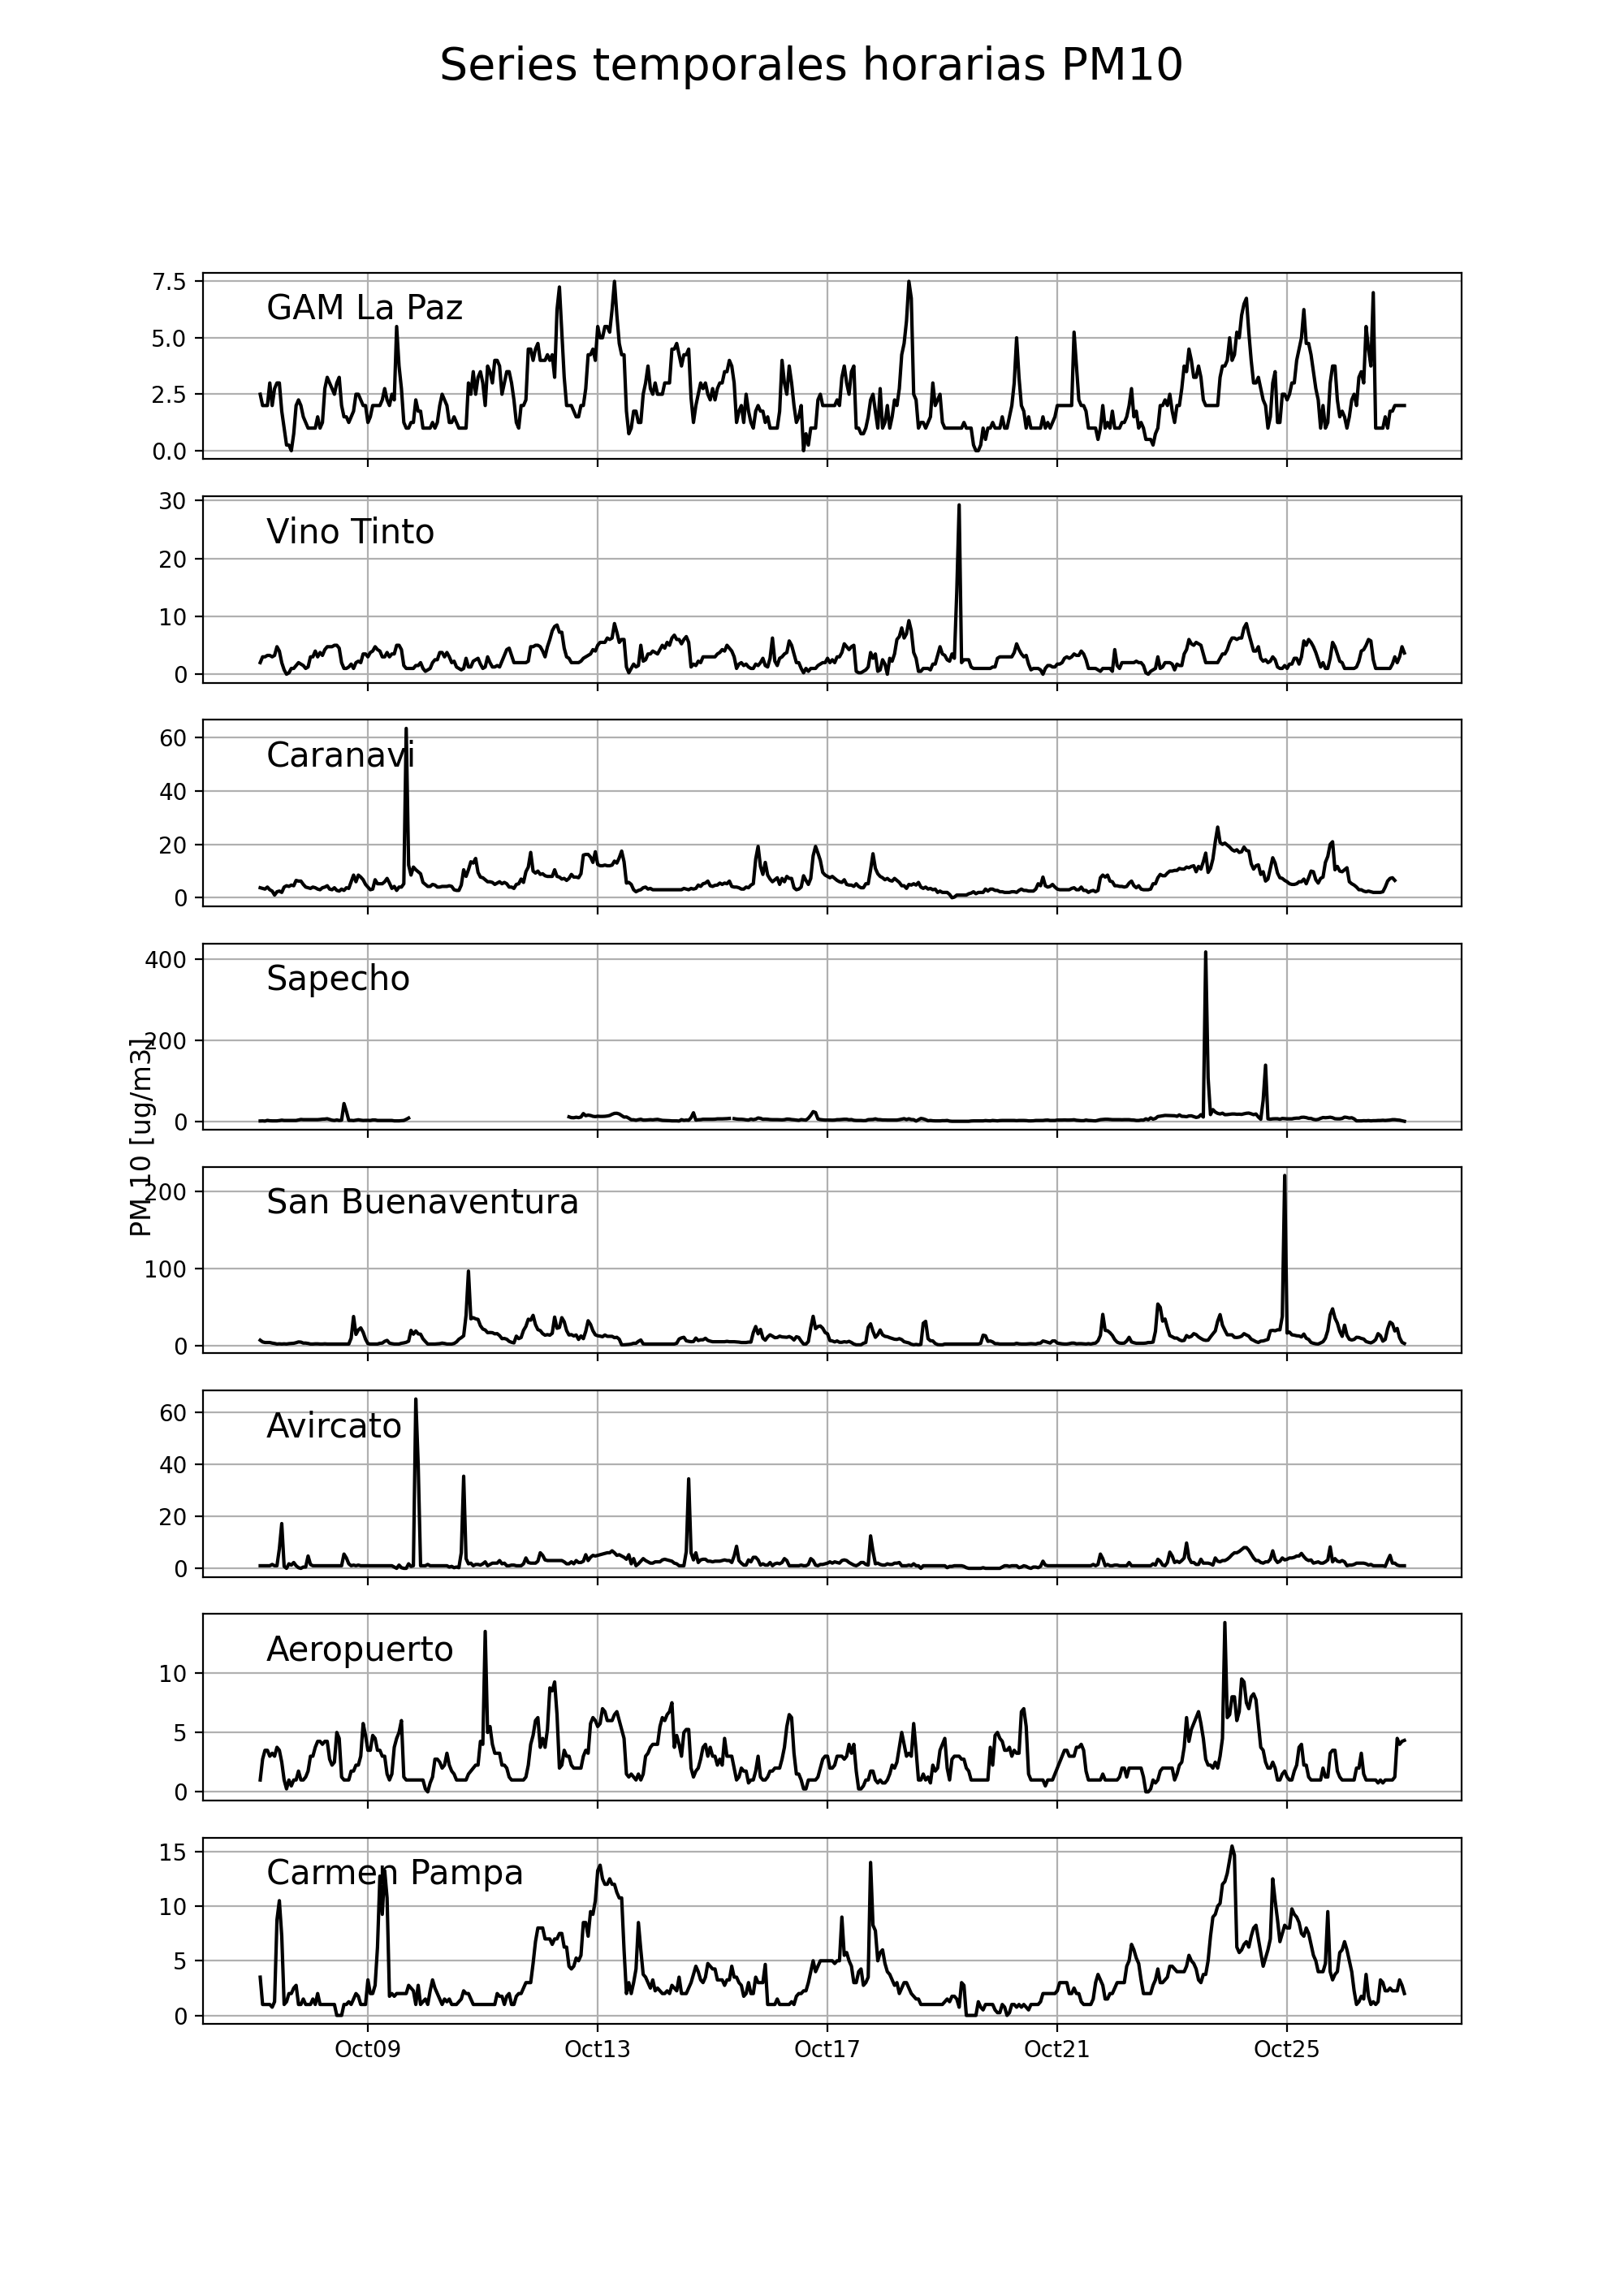 Series temporales horarias PM10
GAM La Paz
7.5
5.0
2.5
0.0
Vino Tinto
30
20
10
0
Caranavi
60
40
20
0
Sapecho
400
200
0
PM 10 [ug/m3]
San Buenaventura
200
100
0
Avircato
60
40
20
0
Aeropuerto
10
5
0
Carmen Pampa
15
10
5
0
Oct09 Oct13 Oct17 Oct21 Oct25